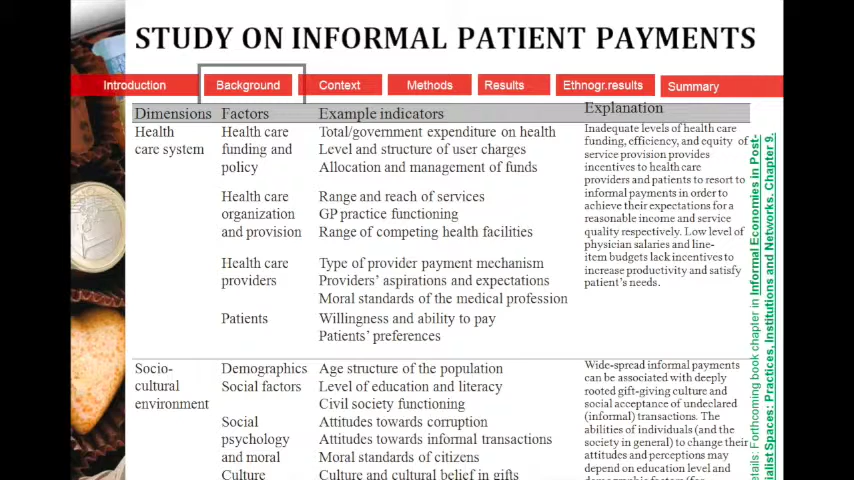 STUDY ON INFORMAL PATIENT PAYMENTS
Introduction
Background
Context
Methods
Results
Ethnogr.results
Summary
Dimensions
Factors
Example indicators
Explanation
Health
care system
Health care
funding and
policy
Total/government expenditure on health
Level and structure of user charges
Allocation and management of funds
Health care
organization
and provision
Range and reach of services
GP practice functioning
Range of competing health facilities
Health care
providers
Type of provider payment mechanism
Providers' aspirations and expectations
Moral standards of the medical profession
Patients
Willingness and ability to pay
Patients' preferences
Inadequate levels of health care
funding, efficiency, and equity of
service provision provides
incentives to health care
providers and patients to resort to
informal payments in order to
achieve their expectations for a
reasonable income and service
quality respectively. Low level of
physician salaries and line-
item budgets lack incentives to
increase productivity and satisfy
patient's needs.
Socio-
cultural
environment
Demographics
Social factors
Age structure of the population
Level of education and literacy
Civil society functioning
Social
psychology
and moral
Attitudes towards corruption
Attitudes towards informal transactions
Moral standards of citizens
Culture
Culture and cultural belief in gifts
Wide-spread informal payments
can be associated with deeply
rooted gift-giving culture and
social acceptance of undeclared
(informal) transactions. The
abilities of individuals (and the
society in general) to change their
attitudes and perceptions may
depend on education level and
demographic factors (for
etails: Forthcoming book chapter in Informal Economies in Post-
ialist Spaces: Practices, Institutions and Networks. Chapter 9.